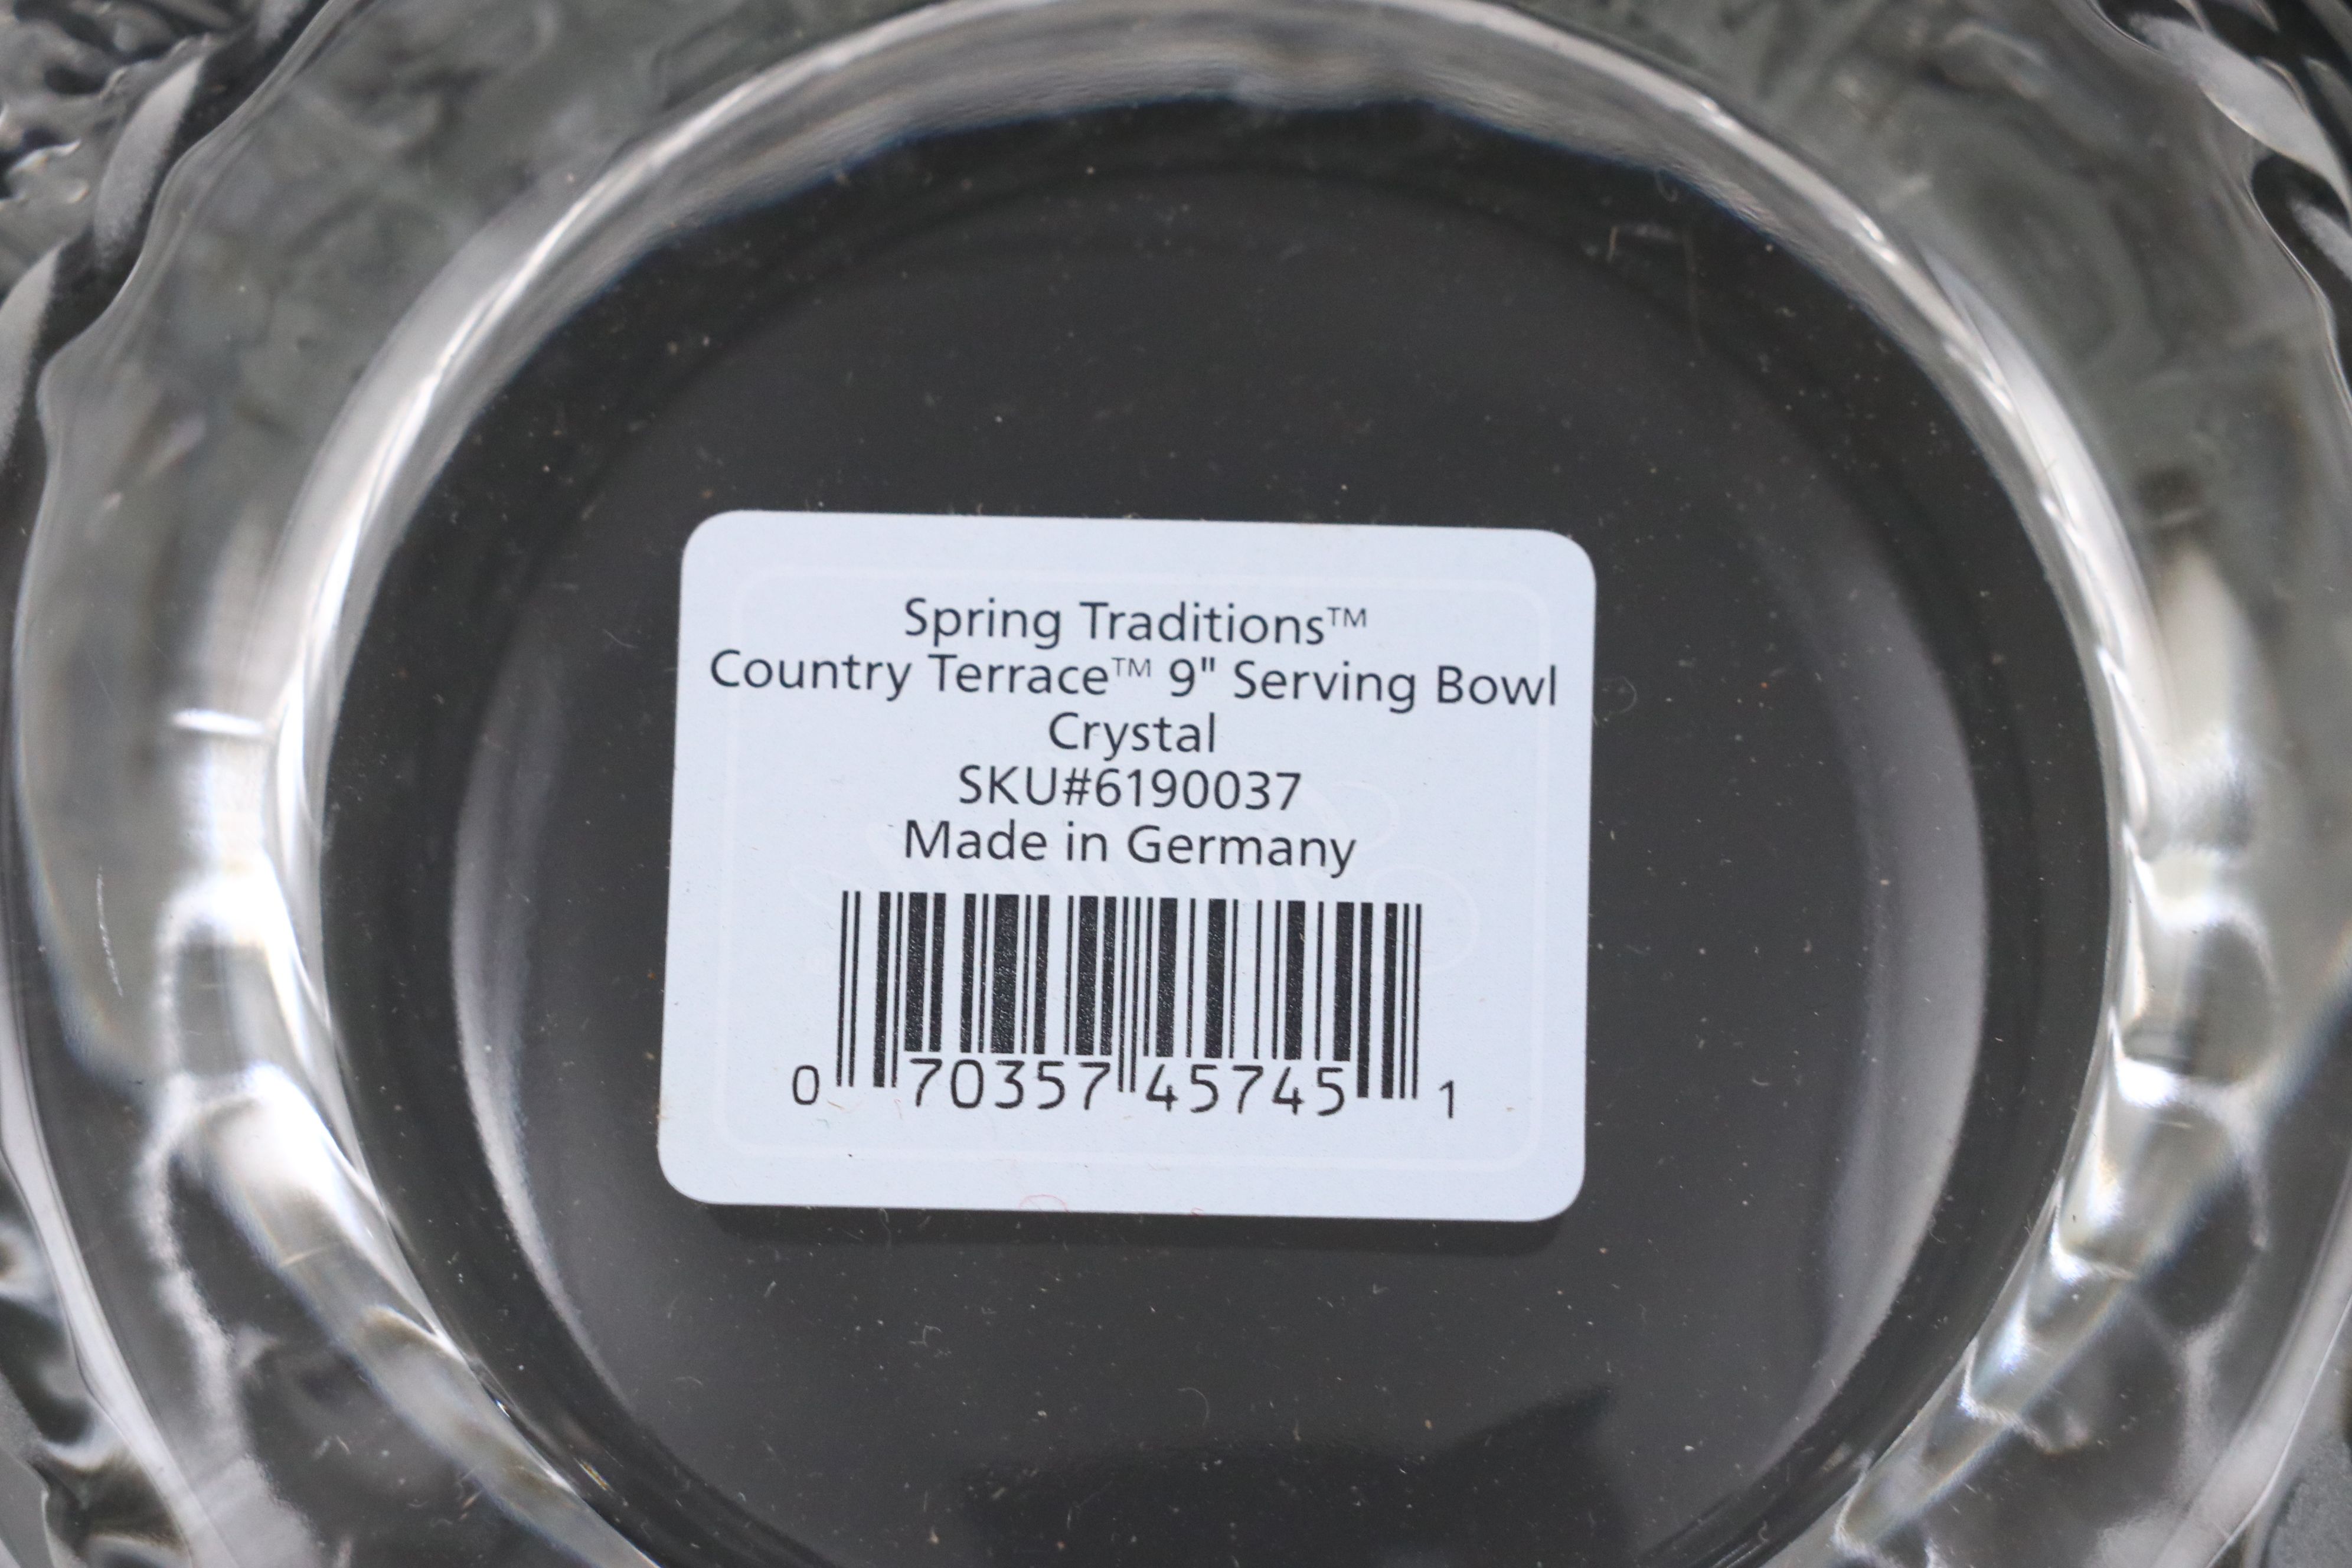 Spring Traditions™
Country Terrace™ 9" Serving Bowl
Crystal
SKU#6190037
Made in Germany
0 70357 45745 1